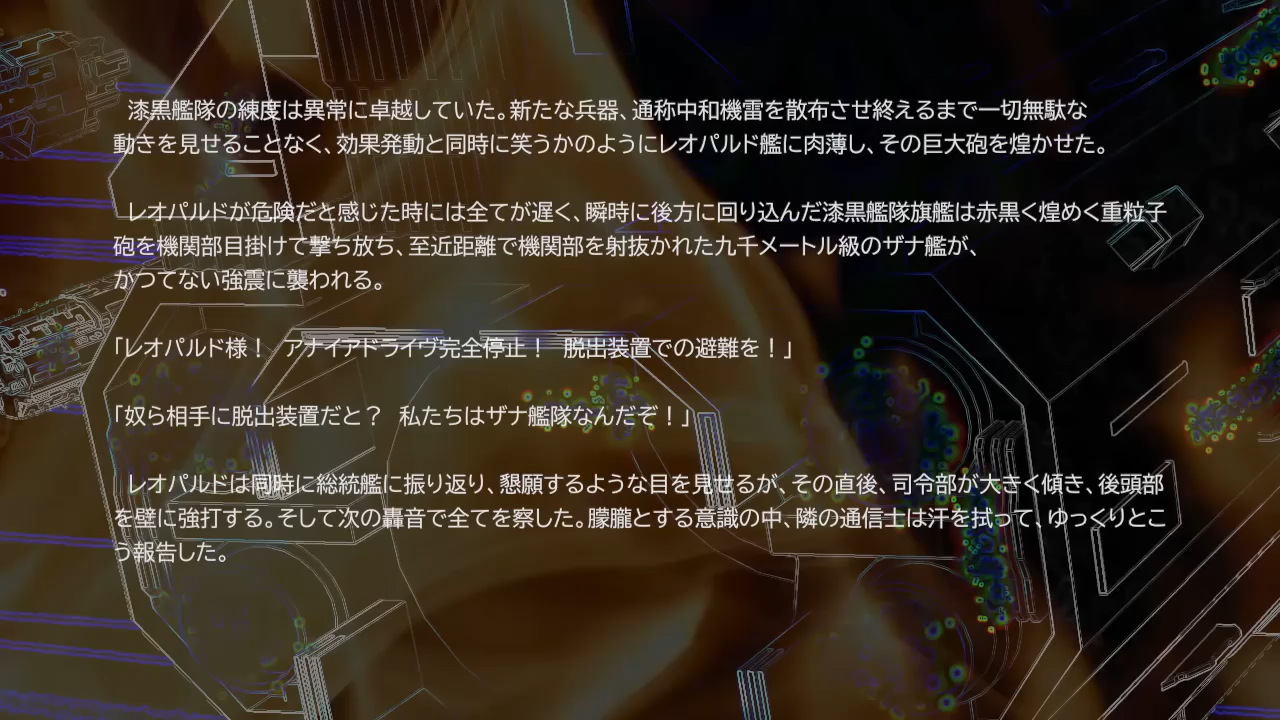 漆黒艦隊の練度は異常に卓越していた。新たな兵器、通称中和機雷を散布させ終えるまで一切無駄な
動きを見せることなく、効果発動と同時に笑うかのようにレオパルド艦に肉薄し、その巨大砲を煌かせた。
　レオパルドが危険だと感じた時には全てが遅く、瞬時に後方に回り込んだ漆黒艦隊旗艦は赤黒く煌めく重粒子
砲を機関部目掛けて撃ち放ち、至近距離で機関部を射抜かれた九千メートル級のザナ艦が、
かつてない強震に襲われる。
「レオパルド様！　アナイアドライヴ完全停止！　脱出装置での避難を！」
「奴ら相手に脱出装置だと？　私たちはザナ艦隊なんだぞ！」
　レオパルドは同時に総統艦に振り返り、懇願するような目を見せるが、その直後、司令部が大きく傾き、後頭部
を壁に強打する。そして次の轟音で全てを察した。朦朧とする意識の中、隣の通信士は汗を拭って、ゆっくりとこ
う報告した。